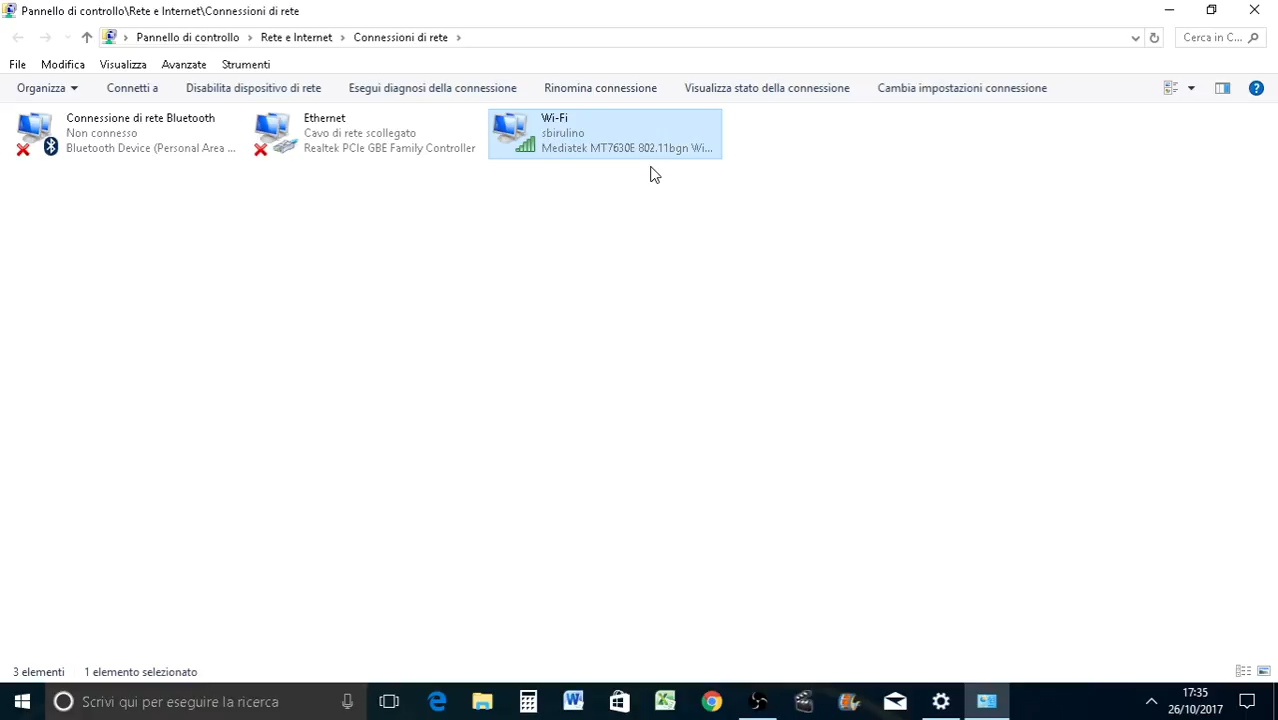 Pannello di controllo\Rete e Internet\Connessioni di rete
Pannello di controllo > Rete e Internet > Connessioni di rete >
Cerca in C...
File Modifica Visualizza Avanzate Strumenti
Organizza Connetti a Disabilita dispositivo di rete Esegui diagnosi della connessione Rinomina connessione Visualizza stato della connessione Cambia impostazioni connessione
Connessione di rete Bluetooth
Non connesso
Bluetooth Device (Personal Area ...
Ethernet
Cavo di rete scollegato
Realtek PCIe GBE Family Controller
Wi-Fi
sbirulino
Mediatek MT7630E 802.11bgn Wi...
3 elementi 1 elemento selezionato
Scrivi qui per eseguire la ricerca
17:35
26/10/2017